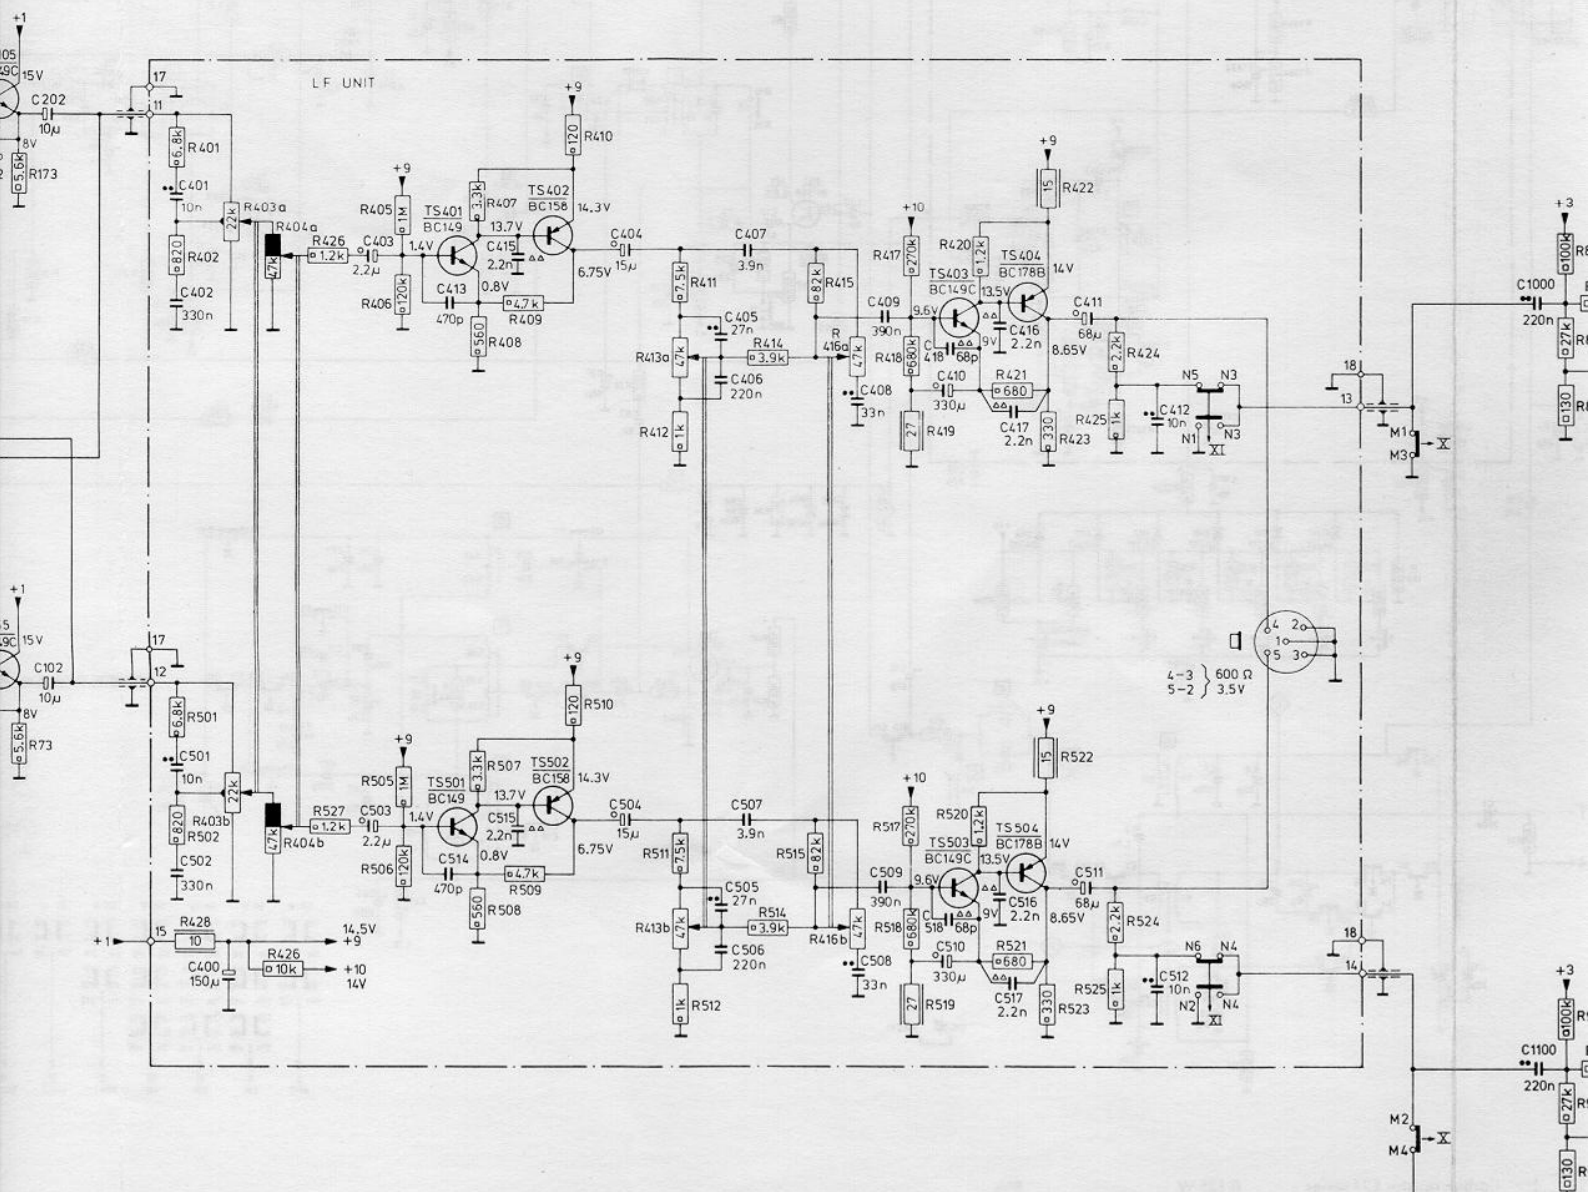 +1
15V
C202
10µ
8V
5.6k
R173
17
11
LF UNIT
6.8k
R401
C401
10n
820
R402
C402
330n
22k
R403a
R404a
47k
R426
1.2k
C403
2.2µ
+9
R405
1M
1.4V
R406
120k
TS401
BC149
C413
470p
0.8V
560
R408
4.7k
R409
3.3k
R407
13.7V
C415
2.2n
TS402
BC158
14.3V
6.75V
+9
120
R410
C404
15µ
7.5k
R411
R413a
47k
R412
1k
C405
27n
C406
220n
R414
3.9k
C407
3.9n
82k
R415
R
416a
47k
C408
33n
C409
390n
+10
R417
270k
9.6V
R418
680k
27
R419
TS403
BC149C
C
418
68p
9V
C410
330µ
R420
1.2k
13.5V
C416
2.2n
TS404
BC178B
14V
8.65V
+9
15
R422
R421
680
C417
2.2n
330
R423
C411
68µ
2.2k
R424
R425
1k
C412
10n
N5
N3
N1
N3
XI
18
13
M1
M3
X
+3
100k
C1000
220n
27k
130
+1
15V
C102
10µ
8V
5.6k
R73
17
12
6.8k
R501
C501
10n
820
R502
C502
330n
22k
R403b
47k
R404b
R527
1.2k
C503
2.2µ
+9
R505
1M
1.4V
R506
120k
TS501
BC149
C514
470p
0.8V
560
R508
4.7k
R509
3.3k
R507
13.7V
C515
2.2n
TS502
BC158
14.3V
6.75V
+9
120
R510
C504
15µ
R511
7.5k
R413b
47k
1k
R512
C505
27n
C506
220n
R514
3.9k
C507
3.9n
R515
82k
R416b
47k
C508
33n
C509
390n
+10
R517
270k
9.6V
R518
680k
27
R519
TS503
BC149C
C
518
68p
9V
C510
330µ
R520
1.2k
13.5V
C516
2.2n
TS504
BC178B
14V
8.65V
+9
15
R522
R521
680
C517
2.2n
330
R523
C511
68µ
2.2k
R524
R525
1k
C512
10n
N6
N4
N2
N4
XI
18
14
4
2
1
5
3
4-3
5-2
600 Ω
3.5V
+1
15
R428
10
C400
150µ
R426
10k
14.5V
+9
+10
14V
+3
100k
C1100
220n
27k
130
M2
M4
X